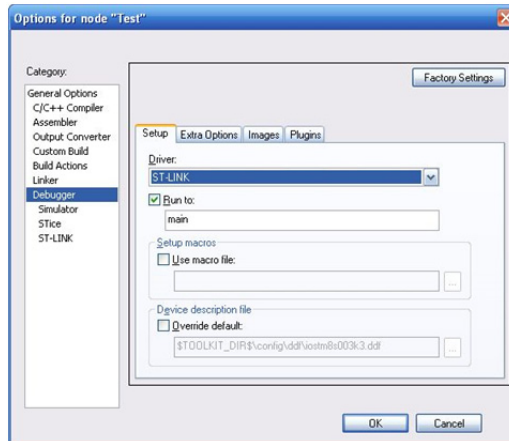 Options for node "Test"
Category:
General Options
C/C++ Compiler
Assembler
Output Converter
Custom Build
Build Actions
Linker
Debugger
Simulator
STice
ST-LINK
Factory Settings
Setup
Extra Options
Images
Plugins
Driver:
ST-LINK
Run to:
main
Setup macros
Use macro file:
...
Device description file
Override default:
$TOOLKIT_DIR$\config\ddf\iostm8s003k3.ddf
...
OK
Cancel